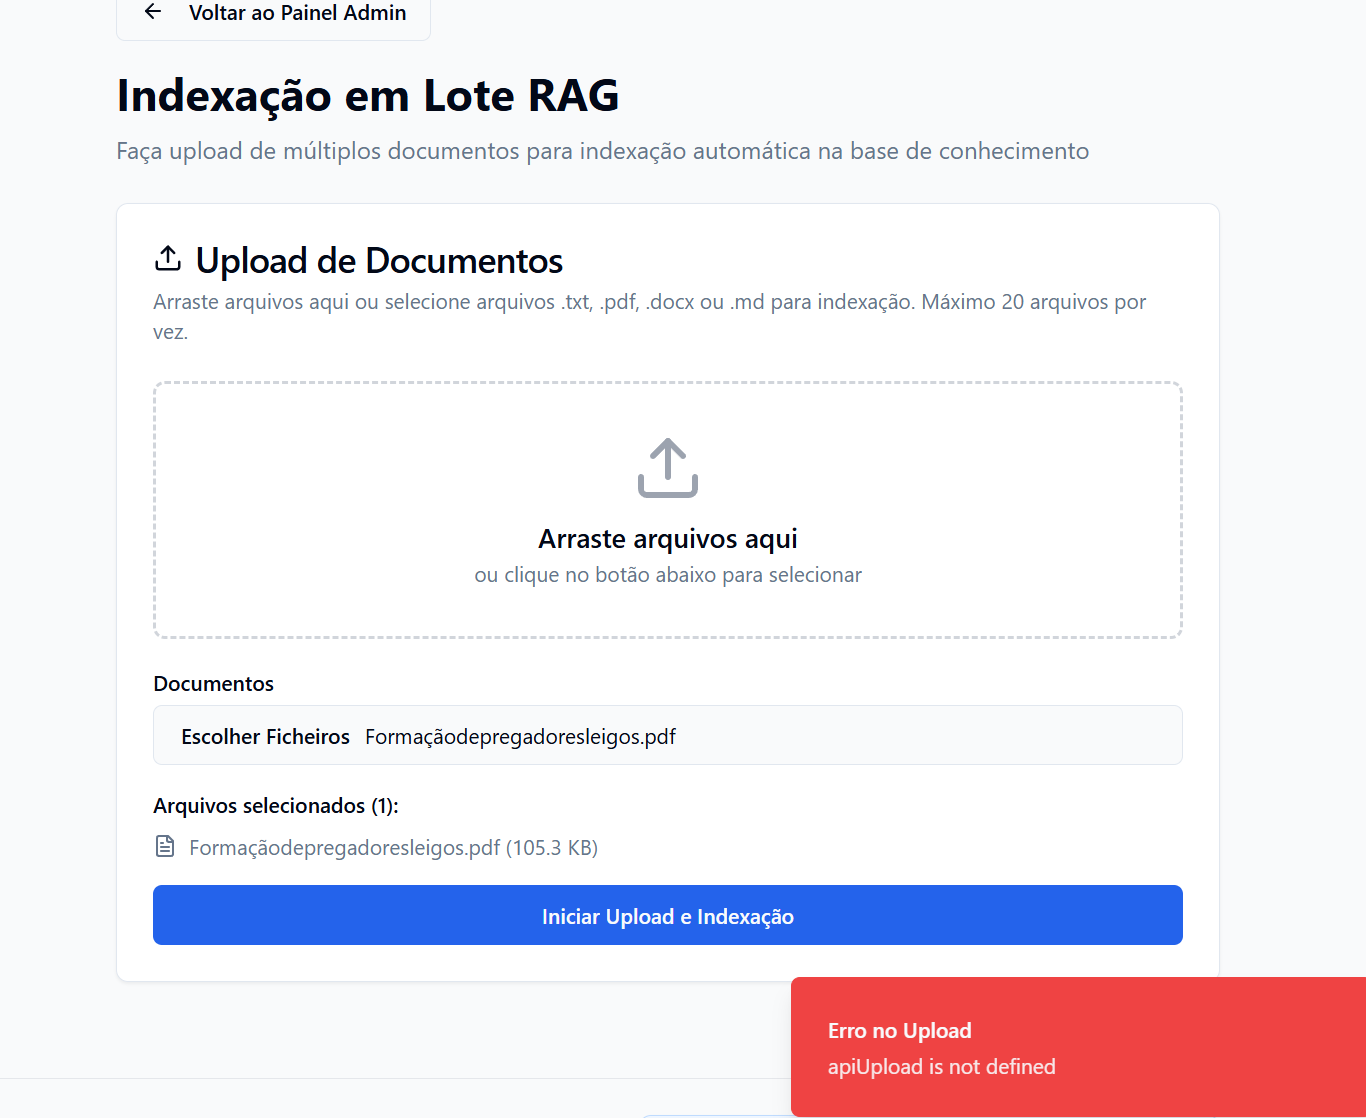 Voltar ao Painel Admin
Indexação em Lote RAG
Faça upload de múltiplos documentos para indexação automática na base de conhecimento
Upload de Documentos
Arraste arquivos aqui ou selecione arquivos .txt, .pdf, .docx ou .md para indexação. Máximo 20 arquivos por
vez.
Arraste arquivos aqui
ou clique no botão abaixo para selecionar
Documentos
Escolher Ficheiros Formaçãodepregadoresleigos.pdf
Arquivos selecionados (1):
Formaçãodepregadoresleigos.pdf (105.3 KB)
Iniciar Upload e Indexação
Erro no Upload
apiUpload is not defined